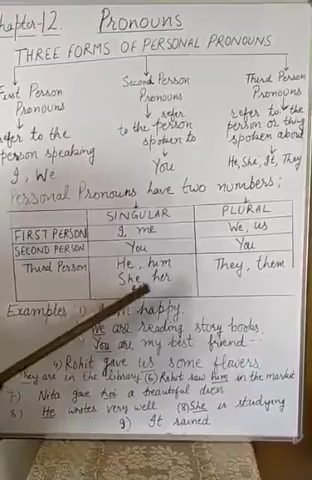 Chapter-12. Pronouns
THREE FORMS OF PERSONAL PRONOUNS
First Person Pronouns
refer to the person speaking
I, We
Second Person Pronouns
refer to the person spoken to
You
Third Person Pronouns
refer to the person or thing spoken about
He, She, It, They
Personal Pronouns have two numbers:
SINGULAR PLURAL
FIRST PERSON I, me We, us
SECOND PERSON You You
Third Person He, him They, them
She her
Examples 1) happy.
We are reading story books.
You are my best friend.
4) Rohit gave us some flowers
They are in the library (6) Rohit saw him in the market
7) Nita gave a beautiful dress
8) He writes very well (8) She is studying
9) It rained